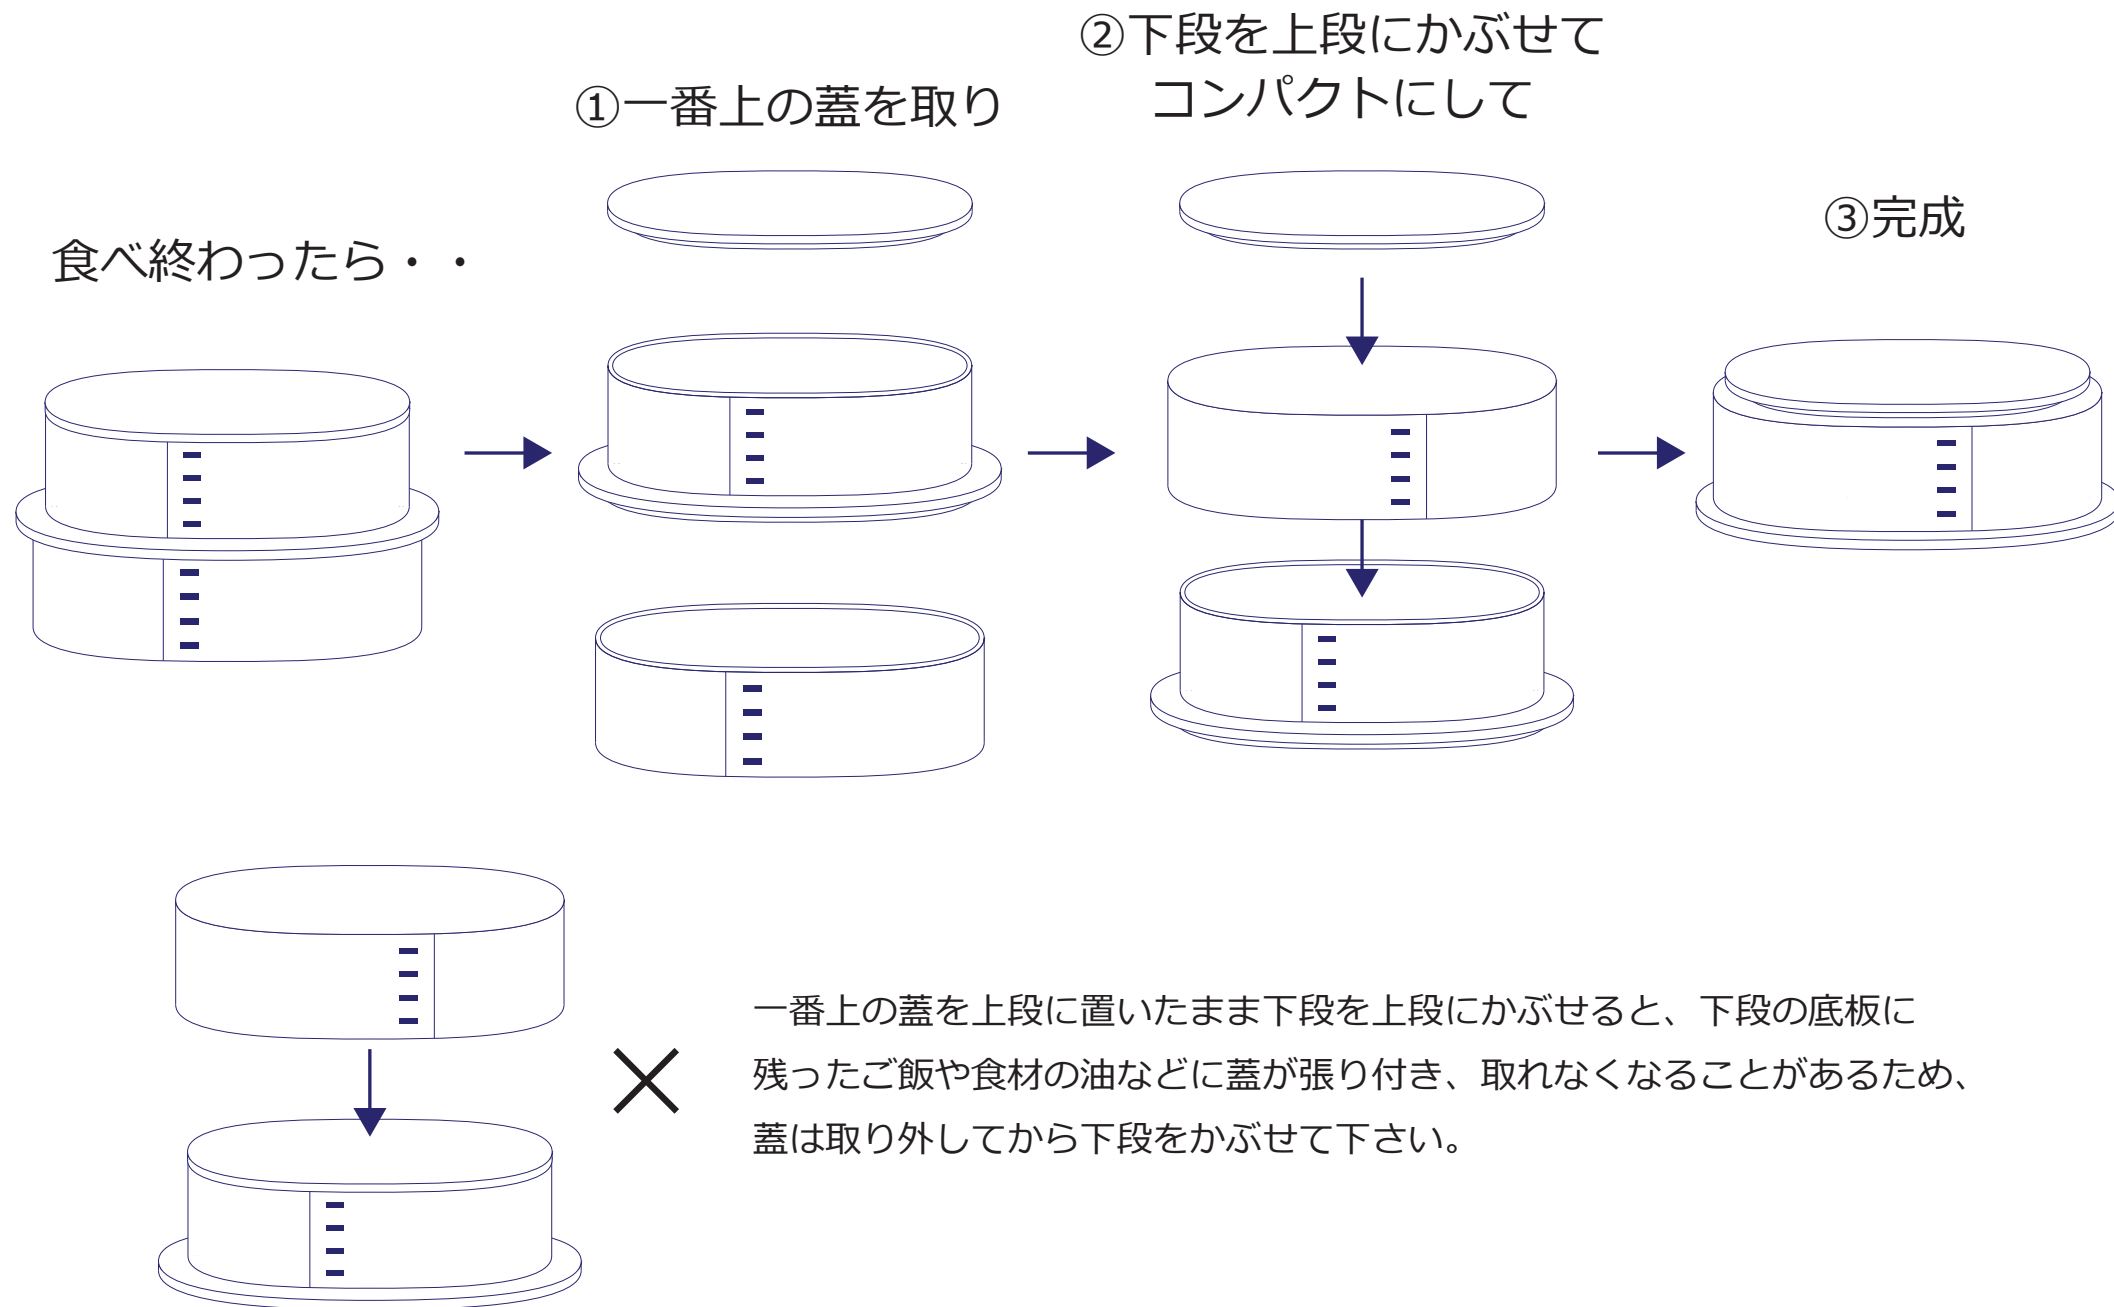 食べ終わったら・・
①一番上の蓋を取り
②下段を上段にかぶせて
コンパクトにして
③完成
一番上の蓋を上段に置いたまま下段を上段にかぶせると、下段の底板に
残ったご飯や食材の油などに蓋が張り付き、取れなくなることがあるため、
蓋は取り外してから下段をかぶせて下さい。